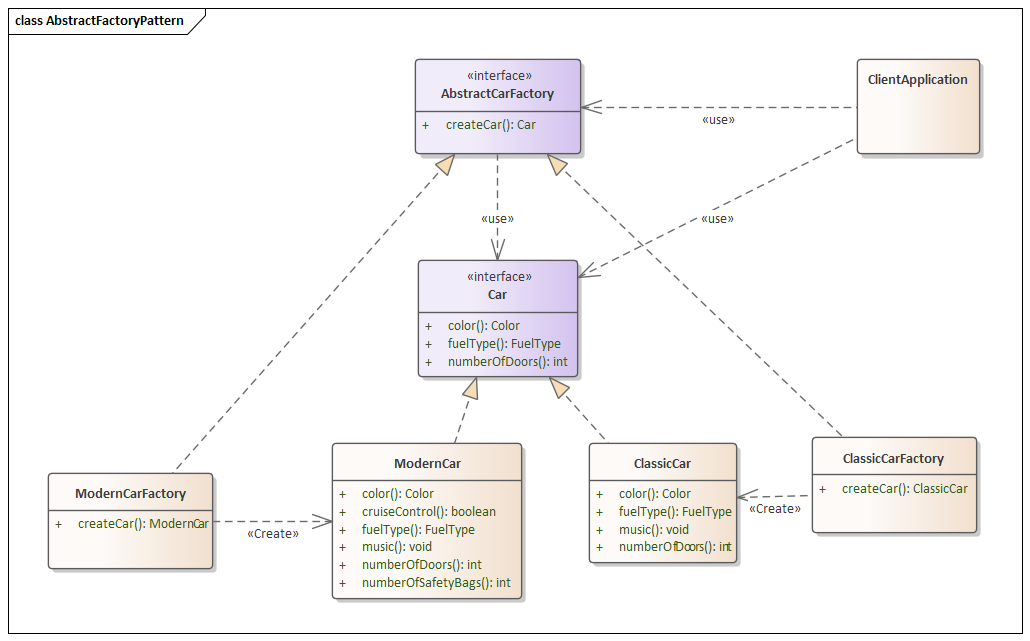 class AbstractFactoryPattern
«interface»
AbstractCarFactory
+ createCar(): Car
ClientApplication
«use»
«use»
«use»
«interface»
Car
+ color(): Color
+ fuelType(): FuelType
+ numberOfDoors(): int
ModernCarFactory
+ createCar(): ModernCar
«Create»
ModernCar
+ color(): Color
+ cruiseControl(): boolean
+ fuelType(): FuelType
+ music(): void
+ numberOfDoors(): int
+ numberOfSafetyBags(): int
ClassicCar
+ color(): Color
+ fuelType(): FuelType
+ music(): void
+ numberOfDoors(): int
«Create»
ClassicCarFactory
+ createCar(): ClassicCar